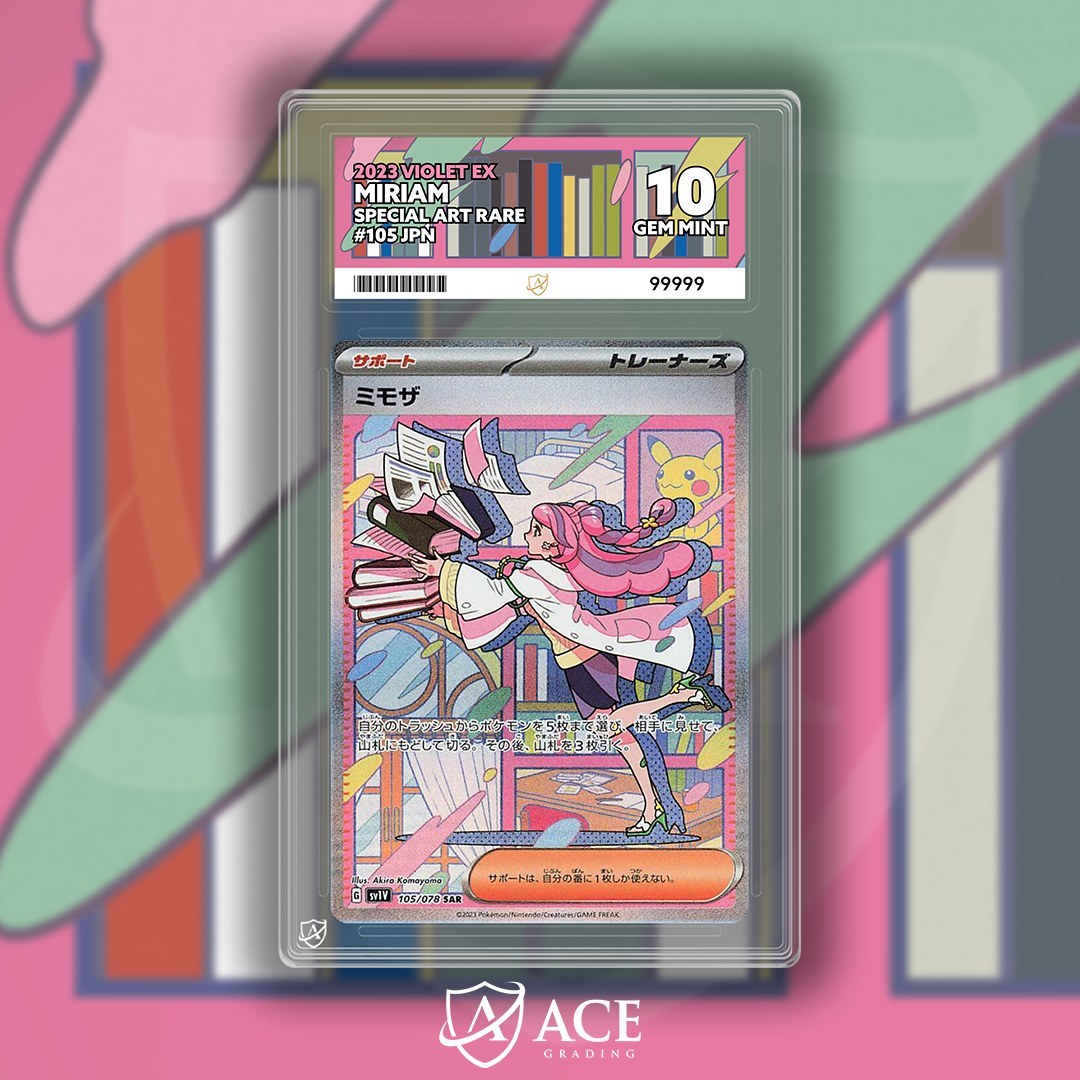 2023 VIOLET EX
MIRIAM
SPECIAL ART RARE
#105 JPN
10
GEM MINT
99999
サポート
トレーナーズ
ミモザ
自分のトラッシュからポケモンを5枚まで選び、相手に見せて、
山札にもどして切る。その後、山札を3枚引く。
サポートは、自分の番に1枚しか使えない。
Illus. Akira Komayama
G sv1V 105/078 SAR
©2023 Pokémon/Nintendo/Creatures/GAME FREAK.
ACE
GRADING